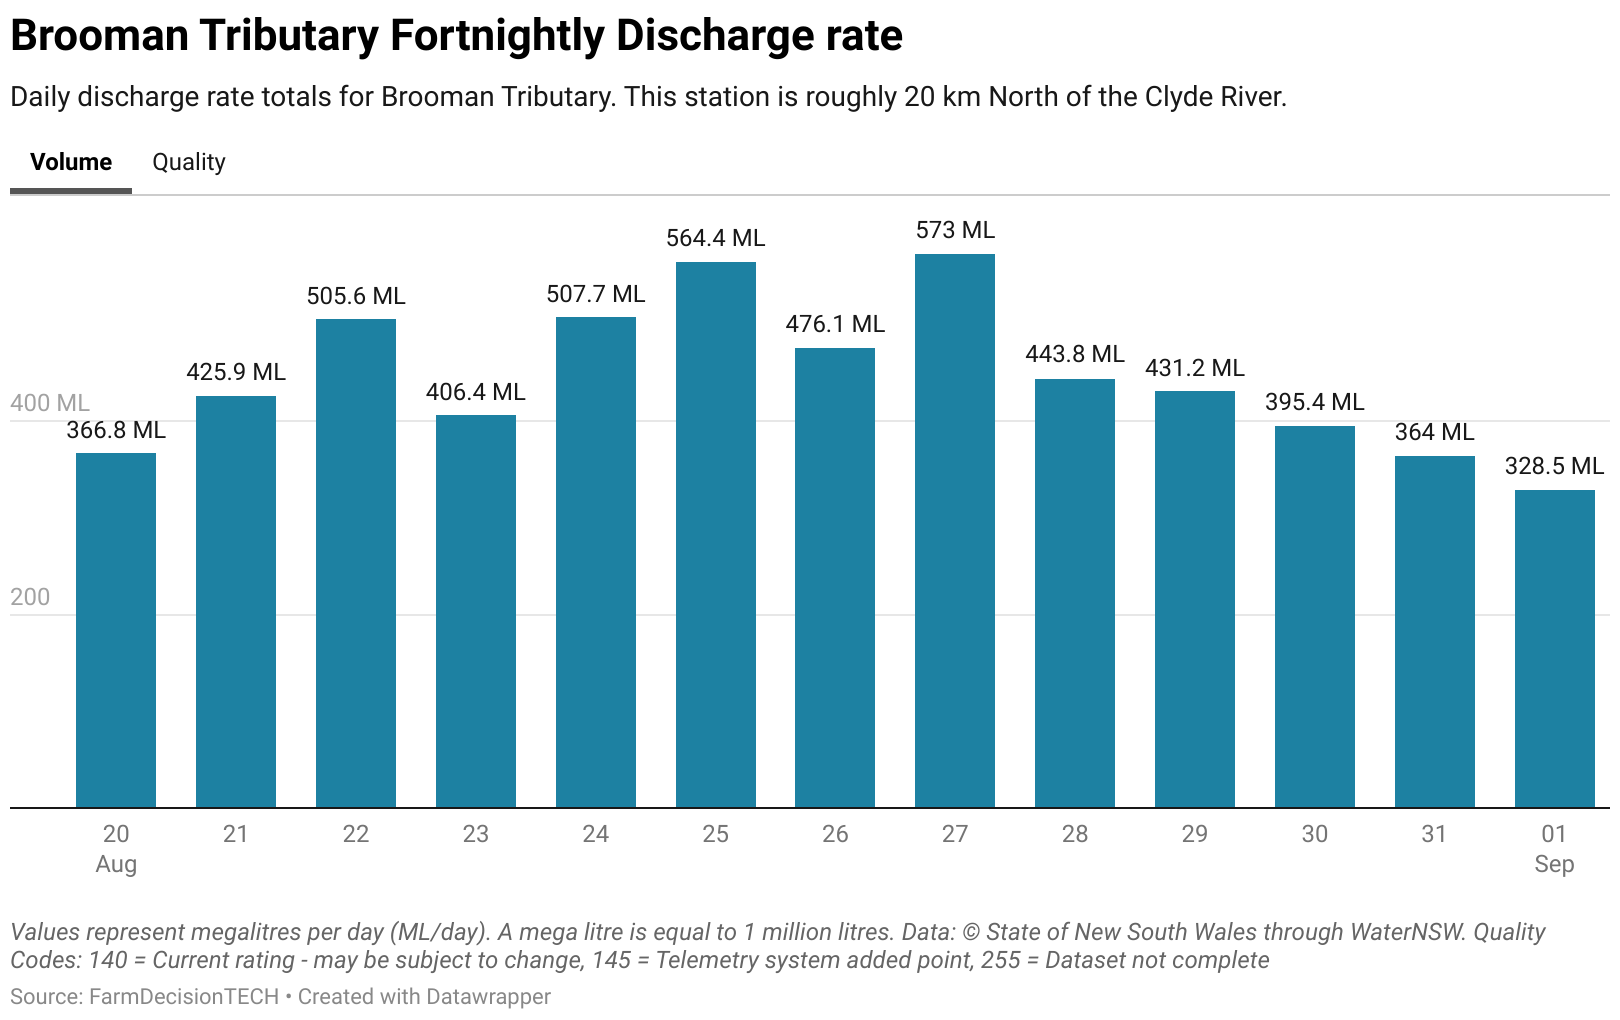 Brooman Tributary Fortnightly Discharge rate
Daily discharge rate totals for Brooman Tributary. This station is roughly 20 km North of the Clyde River.
Volume Quality
573 ML
564.4 ML
505.6 ML
507.7 ML
476.1 ML
443.8 ML
431.2 ML
425.9 ML
406.4 ML
395.4 ML
400 ML
366.8 ML
364 ML
328.5 ML
200
20 21 22 23 24 25 26 27 28 29 30 31 01
Aug Sep
Values represent megalitres per day (ML/day). A mega litre is equal to 1 million litres. Data: © State of New South Wales through WaterNSW. Quality
Codes: 140 = Current rating - may be subject to change, 145 = Telemetry system added point, 255 = Dataset not complete
Source: FarmDecisionTECH • Created with Datawrapper